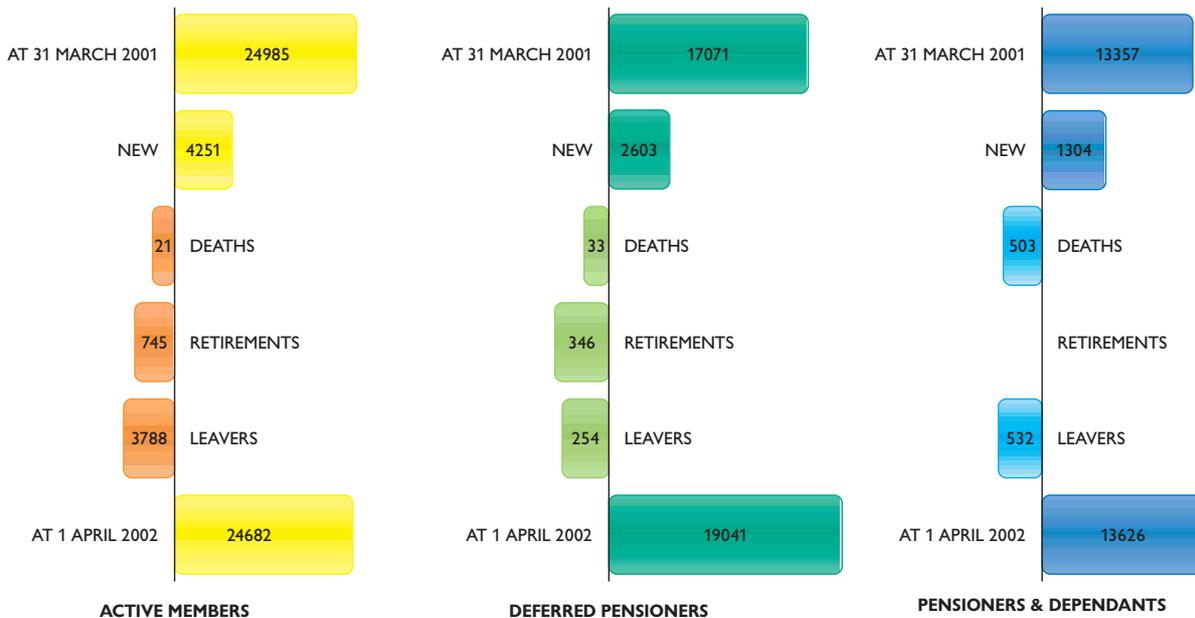 AT 31 MARCH 2001 24985
NEW 4251
21 DEATHS
745 RETIREMENTS
3788 LEAVERS
AT 1 APRIL 2002 24682
ACTIVE MEMBERS
AT 31 MARCH 2001 17071
NEW 2603
33 DEATHS
346 RETIREMENTS
254 LEAVERS
AT 1 APRIL 2002 19041
DEFERRED PENSIONERS
AT 31 MARCH 2001 13357
NEW 1304
503 DEATHS
RETIREMENTS
532 LEAVERS
AT 1 APRIL 2002 13626
PENSIONERS & DEPENDANTS